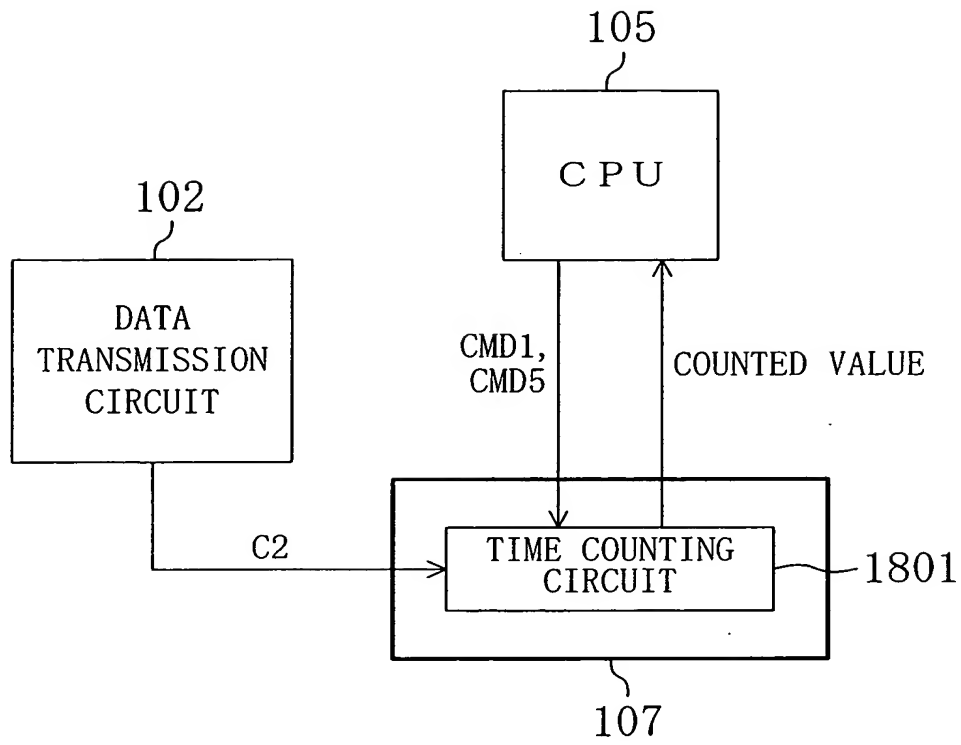 105
CPU
102
DATA
TRANSMISSION
CIRCUIT
CMD1,
CMD5
COUNTED VALUE
C2
TIME COUNTING
CIRCUIT
1801
107